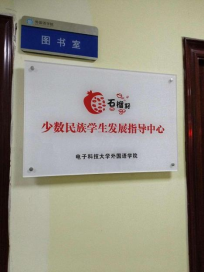 图书室
石榴籽
少数民族学生发展指导中心
电子科技大学外国语学院